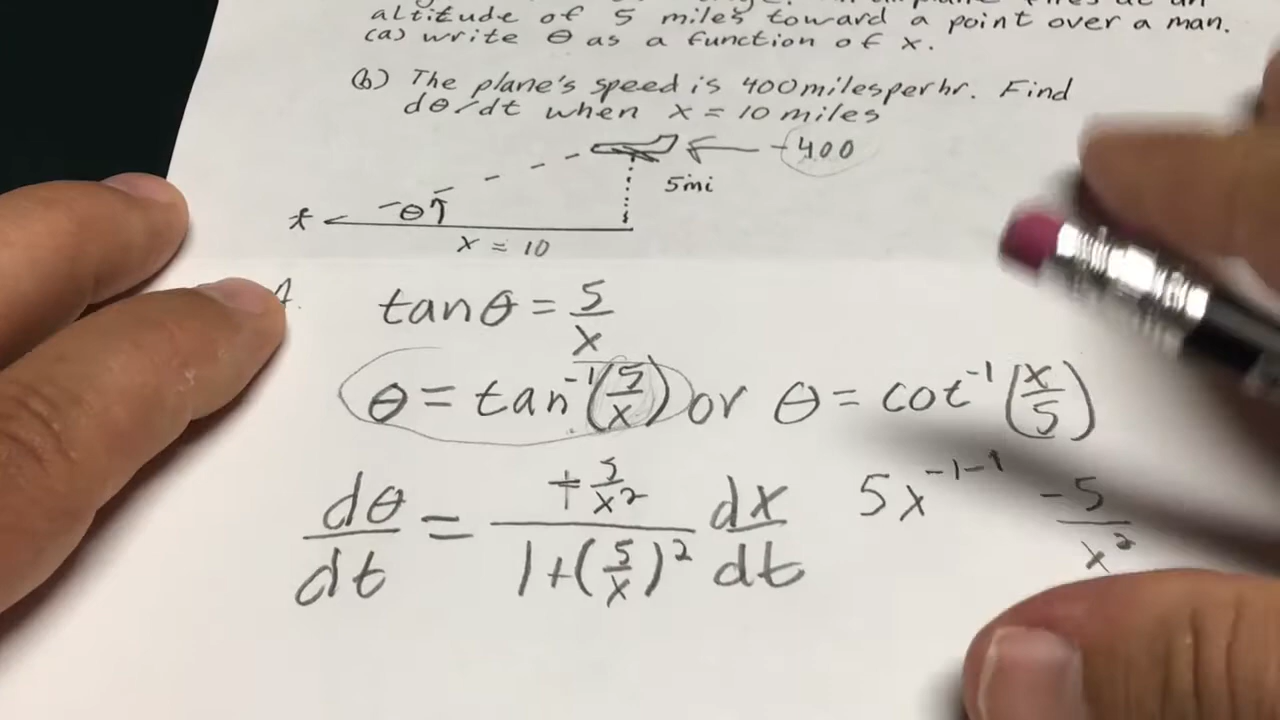 altitude of 5 miles toward a point over a man.
(a) write θ as a function of x.
(b) The plane's speed is 400 miles per hr. Find
dθ/dt when x = 10 miles
-400
5mi
θ
x = 10
A.
tan θ = 5/x
θ = tan⁻¹(5/x) or θ = cot⁻¹(x/5)
dθ/dt = (+5/x²)/(1+(5/x)²) dx/dt 5x⁻¹⁻¹ -5/x²